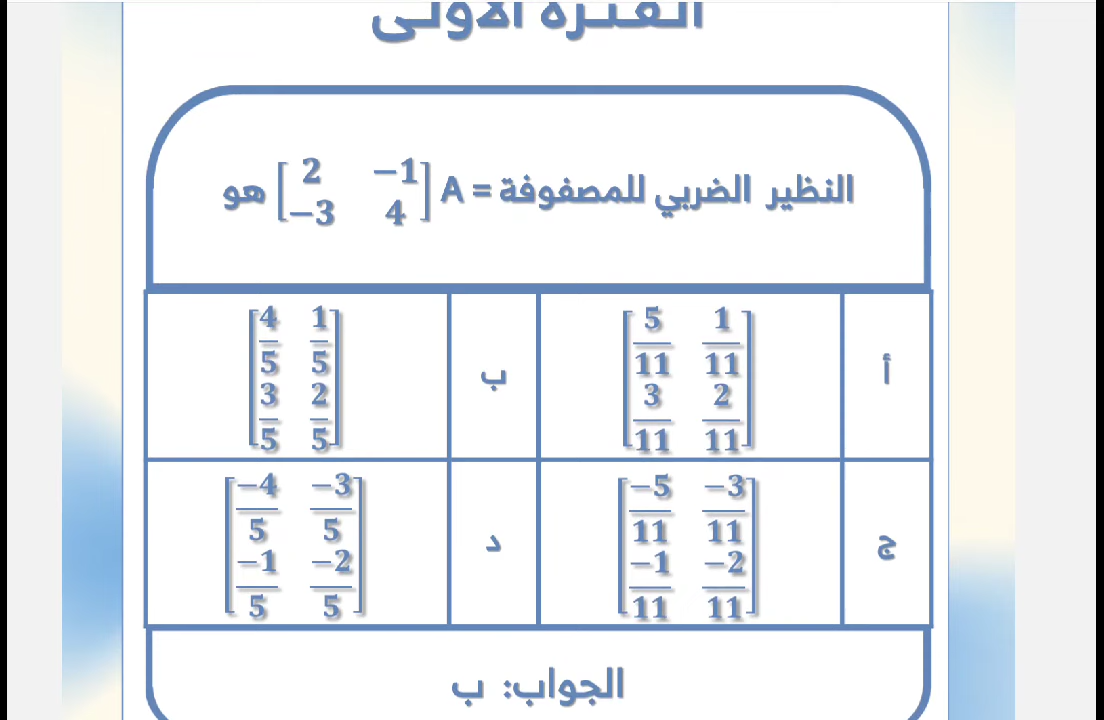 الفترة الأولى
النظير الضربي للمصفوفة = A [2 −1 هو
−3 4]
أ
[5/11 1/11
3/11 2/11]
ب
[4/5 1/5
3/5 2/5]
ج
[−5/11 −3/11
−1/11 −2/11]
د
[−4/5 −3/5
−1/5 −2/5]
الجواب: ب